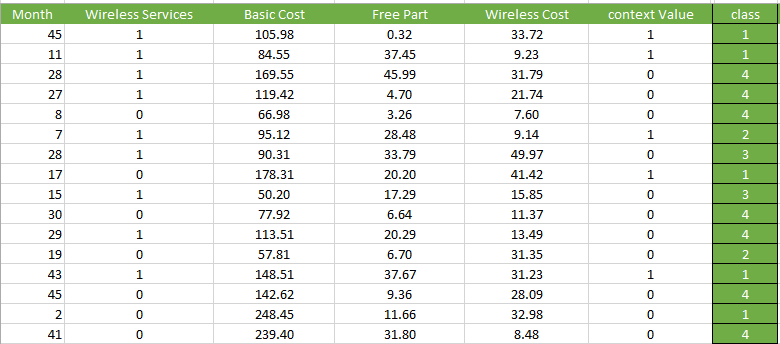 Month Wireless Services Basic Cost Free Part Wireless Cost context Value class
45 1 105.98 0.32 33.72 1 1
11 1 84.55 37.45 9.23 1 1
28 1 169.55 45.99 31.79 0 4
27 1 119.42 4.70 21.74 0 4
8 0 66.98 3.26 7.60 0 4
7 1 95.12 28.48 9.14 1 2
28 1 90.31 33.79 49.97 0 3
17 0 178.31 20.20 41.42 1 1
15 1 50.20 17.29 15.85 0 3
30 0 77.92 6.64 11.37 0 4
29 1 113.51 20.29 13.49 0 4
19 0 57.81 6.70 31.35 0 2
43 1 148.51 37.67 31.23 1 1
45 0 142.62 9.36 28.09 0 4
2 0 248.45 11.66 32.98 0 1
41 0 239.40 31.80 8.48 0 4